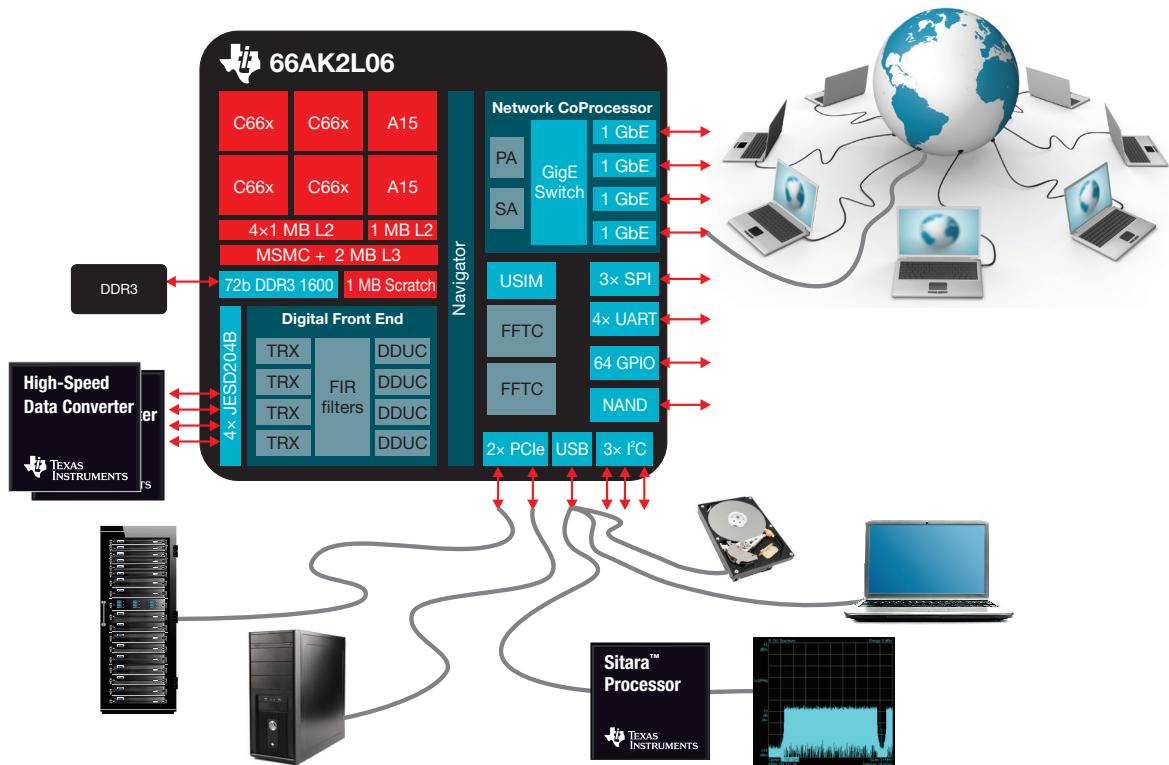 66AK2L06
C66x
C66x
A15
C66x
C66x
A15
4×1 MB L2
1 MB L2
MSMC + 2 MB L3
72b DDR3 1600
1 MB Scratch
DDR3
Navigator
Network CoProcessor
PA
SA
GigE
Switch
1 GbE
1 GbE
1 GbE
1 GbE
USIM
FFTC
FFTC
3× SPI
4× UART
64 GPIO
NAND
2× PCIe
USB
3× I²C
4× JESD204B
Digital Front End
TRX
TRX
TRX
TRX
FIR
filters
DDUC
DDUC
DDUC
DDUC
High-Speed
Data Converter
TEXAS
INSTRUMENTS
ter
TS
Sitara™
Processor
TEXAS
INSTRUMENTS